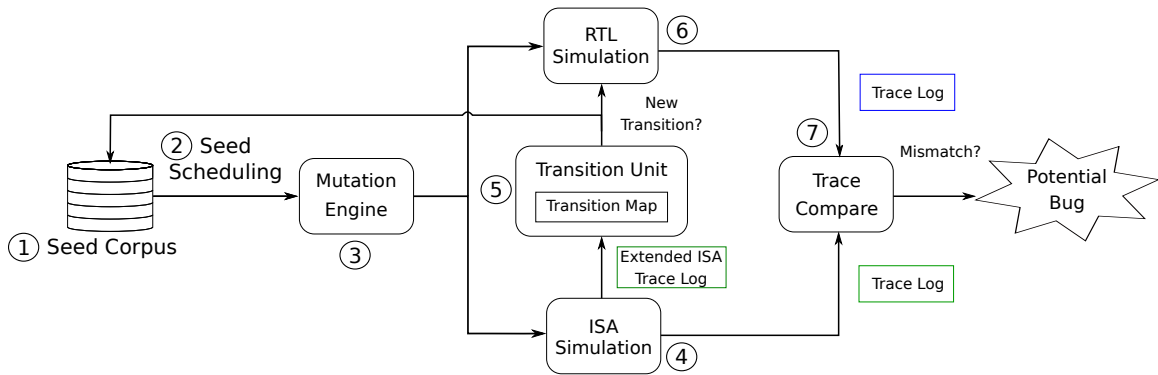 RTL
Simulation
⑥
New
Transition?
Trace Log
② Seed
Scheduling
⑦
Mismatch?
Transition Unit
Transition Map
⑤
Mutation
Engine
③
Trace
Compare
Potential
Bug
① Seed Corpus
Extended ISA
Trace Log
Trace Log
ISA
Simulation
④